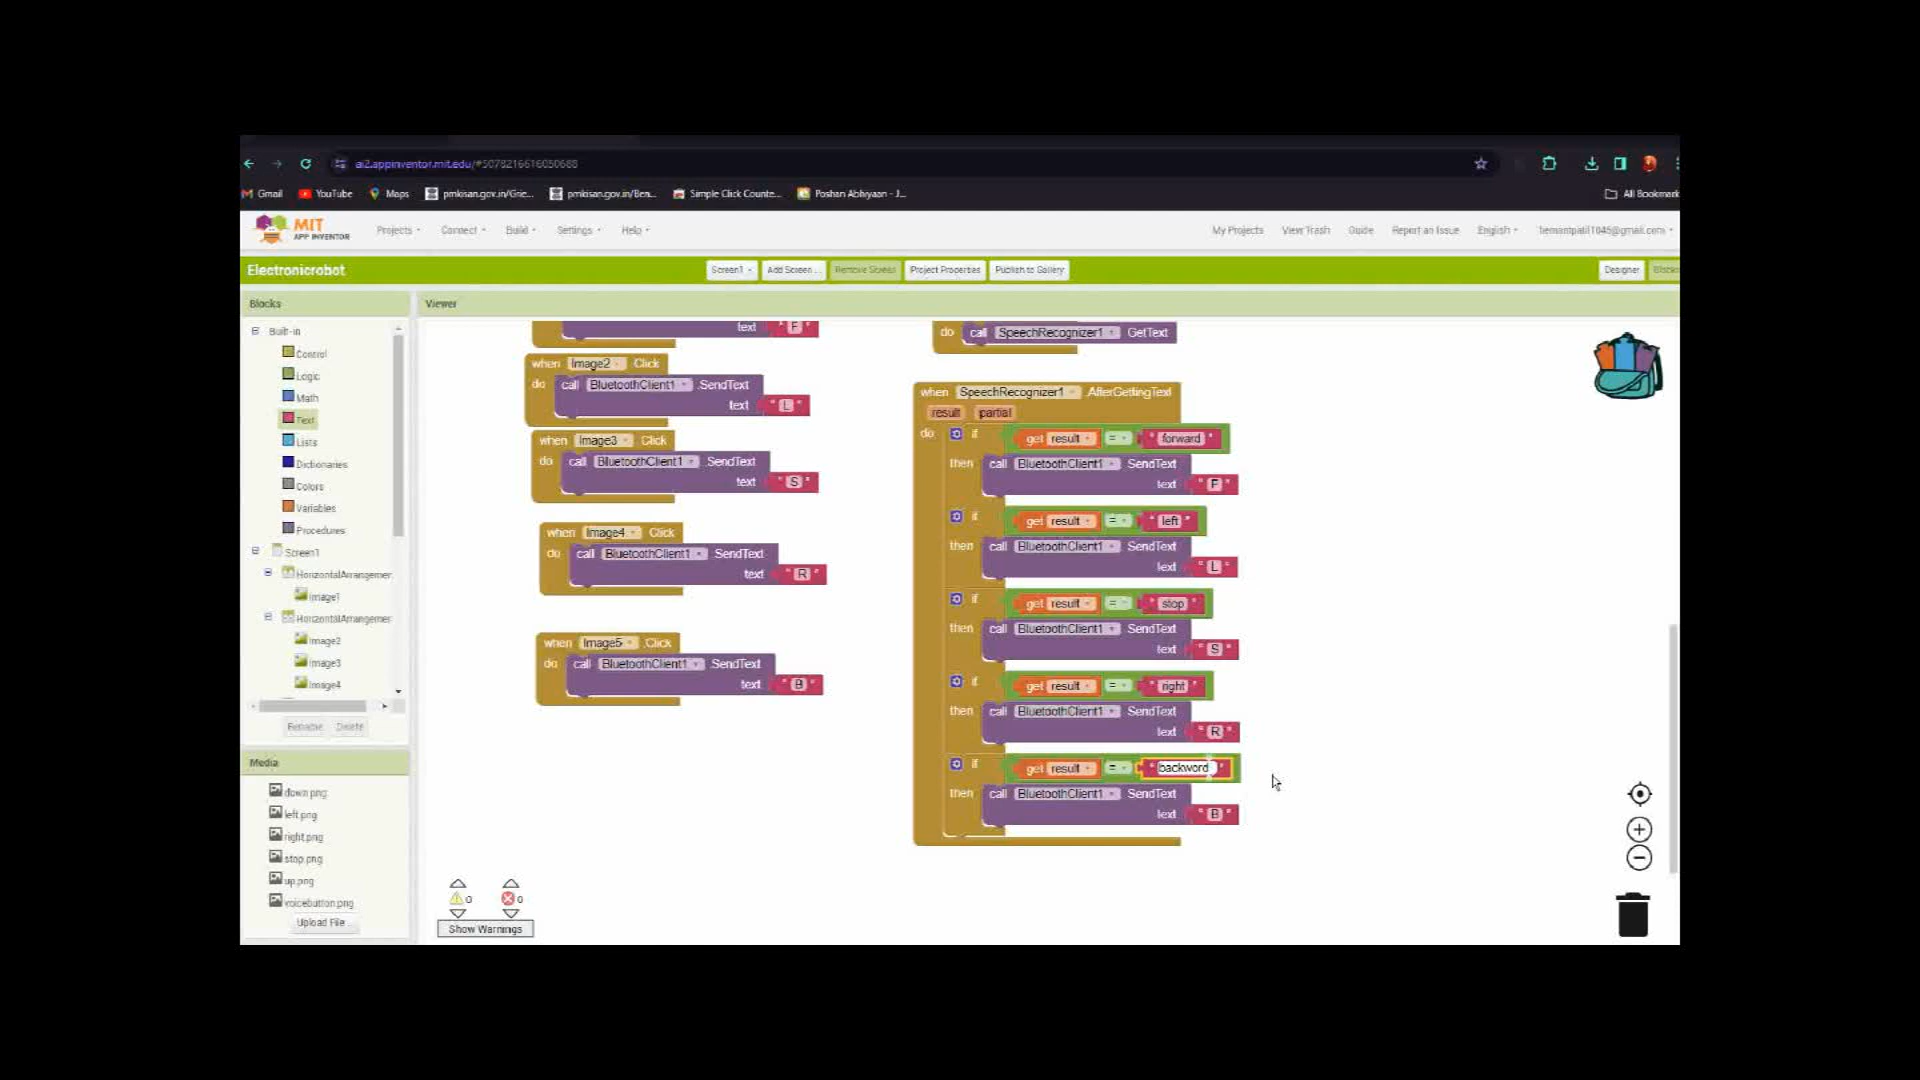 ai2.appinventor.mit.edu/#5078216616050688
Gmail YouTube Maps pmkisan.gov.in/Grie... pmkisan.gov.in/Ben... Simple Click Counte... Poshan Abhiyaan - J... All Bookmark
MIT APP INVENTOR Projects Connect Build Settings Help My Projects View Trash Guide Report an Issue English
Electronicrobot Screen1 Add Screen ... Remove Screen Project Properties Publish to Gallery Designer Blocks
Blocks Viewer
Built-in
Control
Logic
Math
Text
Lists
Dictionaries
Colors
Variables
Procedures
Screen1
HorizontalArrangemen
Image1
HorizontalArrangemen
Image2
Image3
Image4
Rename Delete
Media
down.png
left.png
right.png
stop.png
up.png
voicebutton.png
Upload File ...
text " F "
when Image2 .Click
do call BluetoothClient1 .SendText
text " L "
when Image3 .Click
do call BluetoothClient1 .SendText
text " S "
when Image4 .Click
do call BluetoothClient1 .SendText
text " R "
when Image5 .Click
do call BluetoothClient1 .SendText
text " B "
do call SpeechRecognizer1 .GetText
when SpeechRecognizer1 .AfterGettingText
result partial
do if get result = " forward "
then call BluetoothClient1 .SendText
text " F "
if get result = " left "
then call BluetoothClient1 .SendText
text " L "
if get result = " stop "
then call BluetoothClient1 .SendText
text " S "
if get result = " right "
then call BluetoothClient1 .SendText
text " R "
if get result = " backword "
then call BluetoothClient1 .SendText
text " B "
0 0
Show Warnings